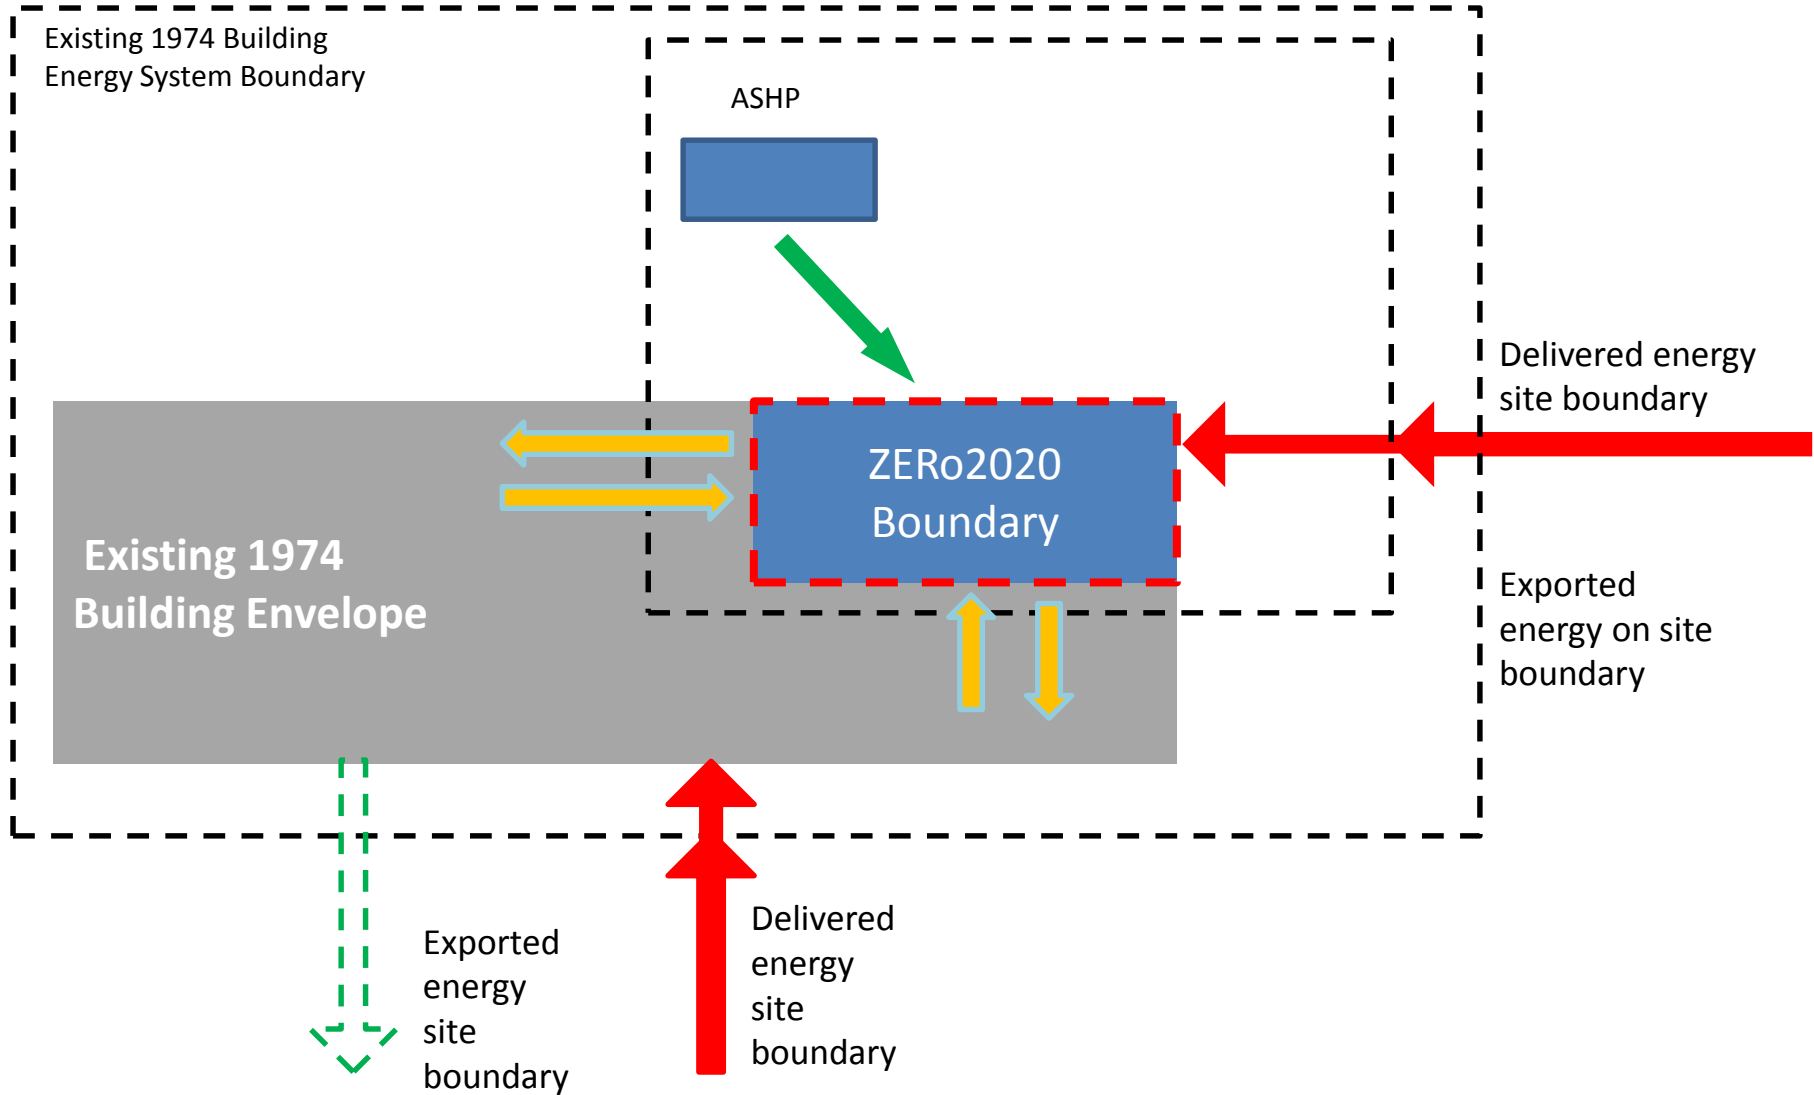 Existing 1974 Building
Energy System Boundary
ASHP
Delivered energy
site boundary
ZERo2020
Boundary
Existing 1974
Building Envelope
Exported
energy on site
boundary
Exported
energy
site
boundary
Delivered
energy
site
boundary